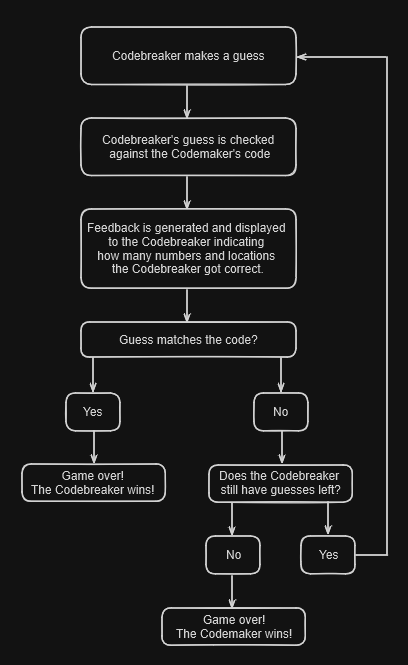 Codebreaker makes a guess
Codebreaker's guess is checked
against the Codemaker's code
Feedback is generated and displayed
to the Codebreaker indicating
how many numbers and locations
the Codebreaker got correct.
Guess matches the code?
Yes
No
Game over!
The Codebreaker wins!
Does the Codebreaker
still have guesses left?
No
Yes
Game over!
The Codemaker wins!